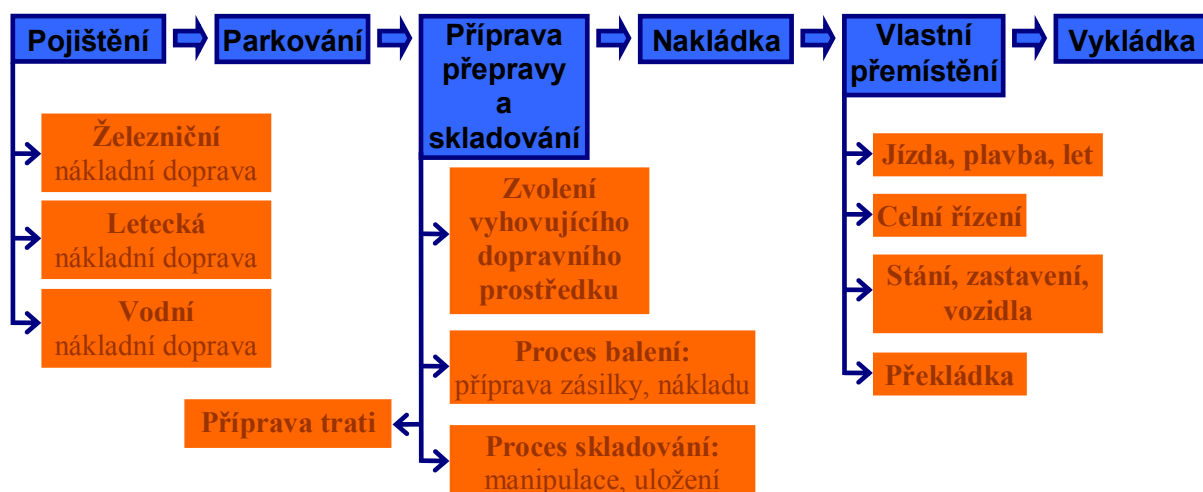 Pojištění
Parkování
Příprava
přepravy
a
skladování
Nakládka
Vlastní
přemístění
Vykládka
Železniční
nákladní doprava
Letecká
nákladní doprava
Vodní
nákladní doprava
Zvolení
vyhovujícího
dopravního
prostředku
Proces balení:
příprava zásilky, nákladu
Příprava trati
Proces skladování:
manipulace, uložení
Jízda, plavba, let
Celní řízení
Stání, zastavení,
vozidla
Překládka